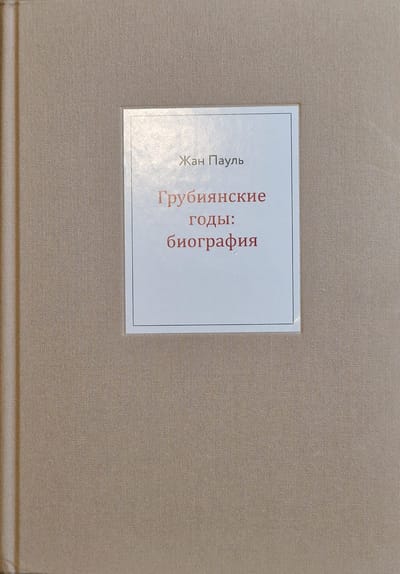 Жан Пауль
Грубиянские
годы:
биография